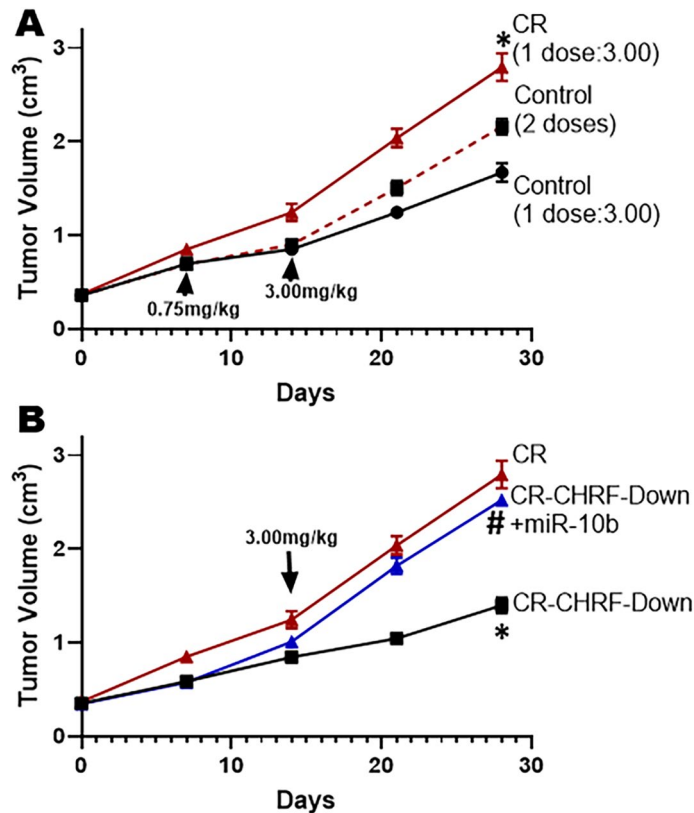 A
Tumor Volume (cm³)
3
2
1
0
*
CR
(1 dose:3.00)
Control
(2 doses)
Control
(1 dose:3.00)
0.75mg/kg
3.00mg/kg
0
10
20
30
Days
B
Tumor Volume (cm³)
3
2
1
0
3.00mg/kg
CR
CR-CHRF-Down
# +miR-10b
CR-CHRF-Down
*
0
10
20
30
Days